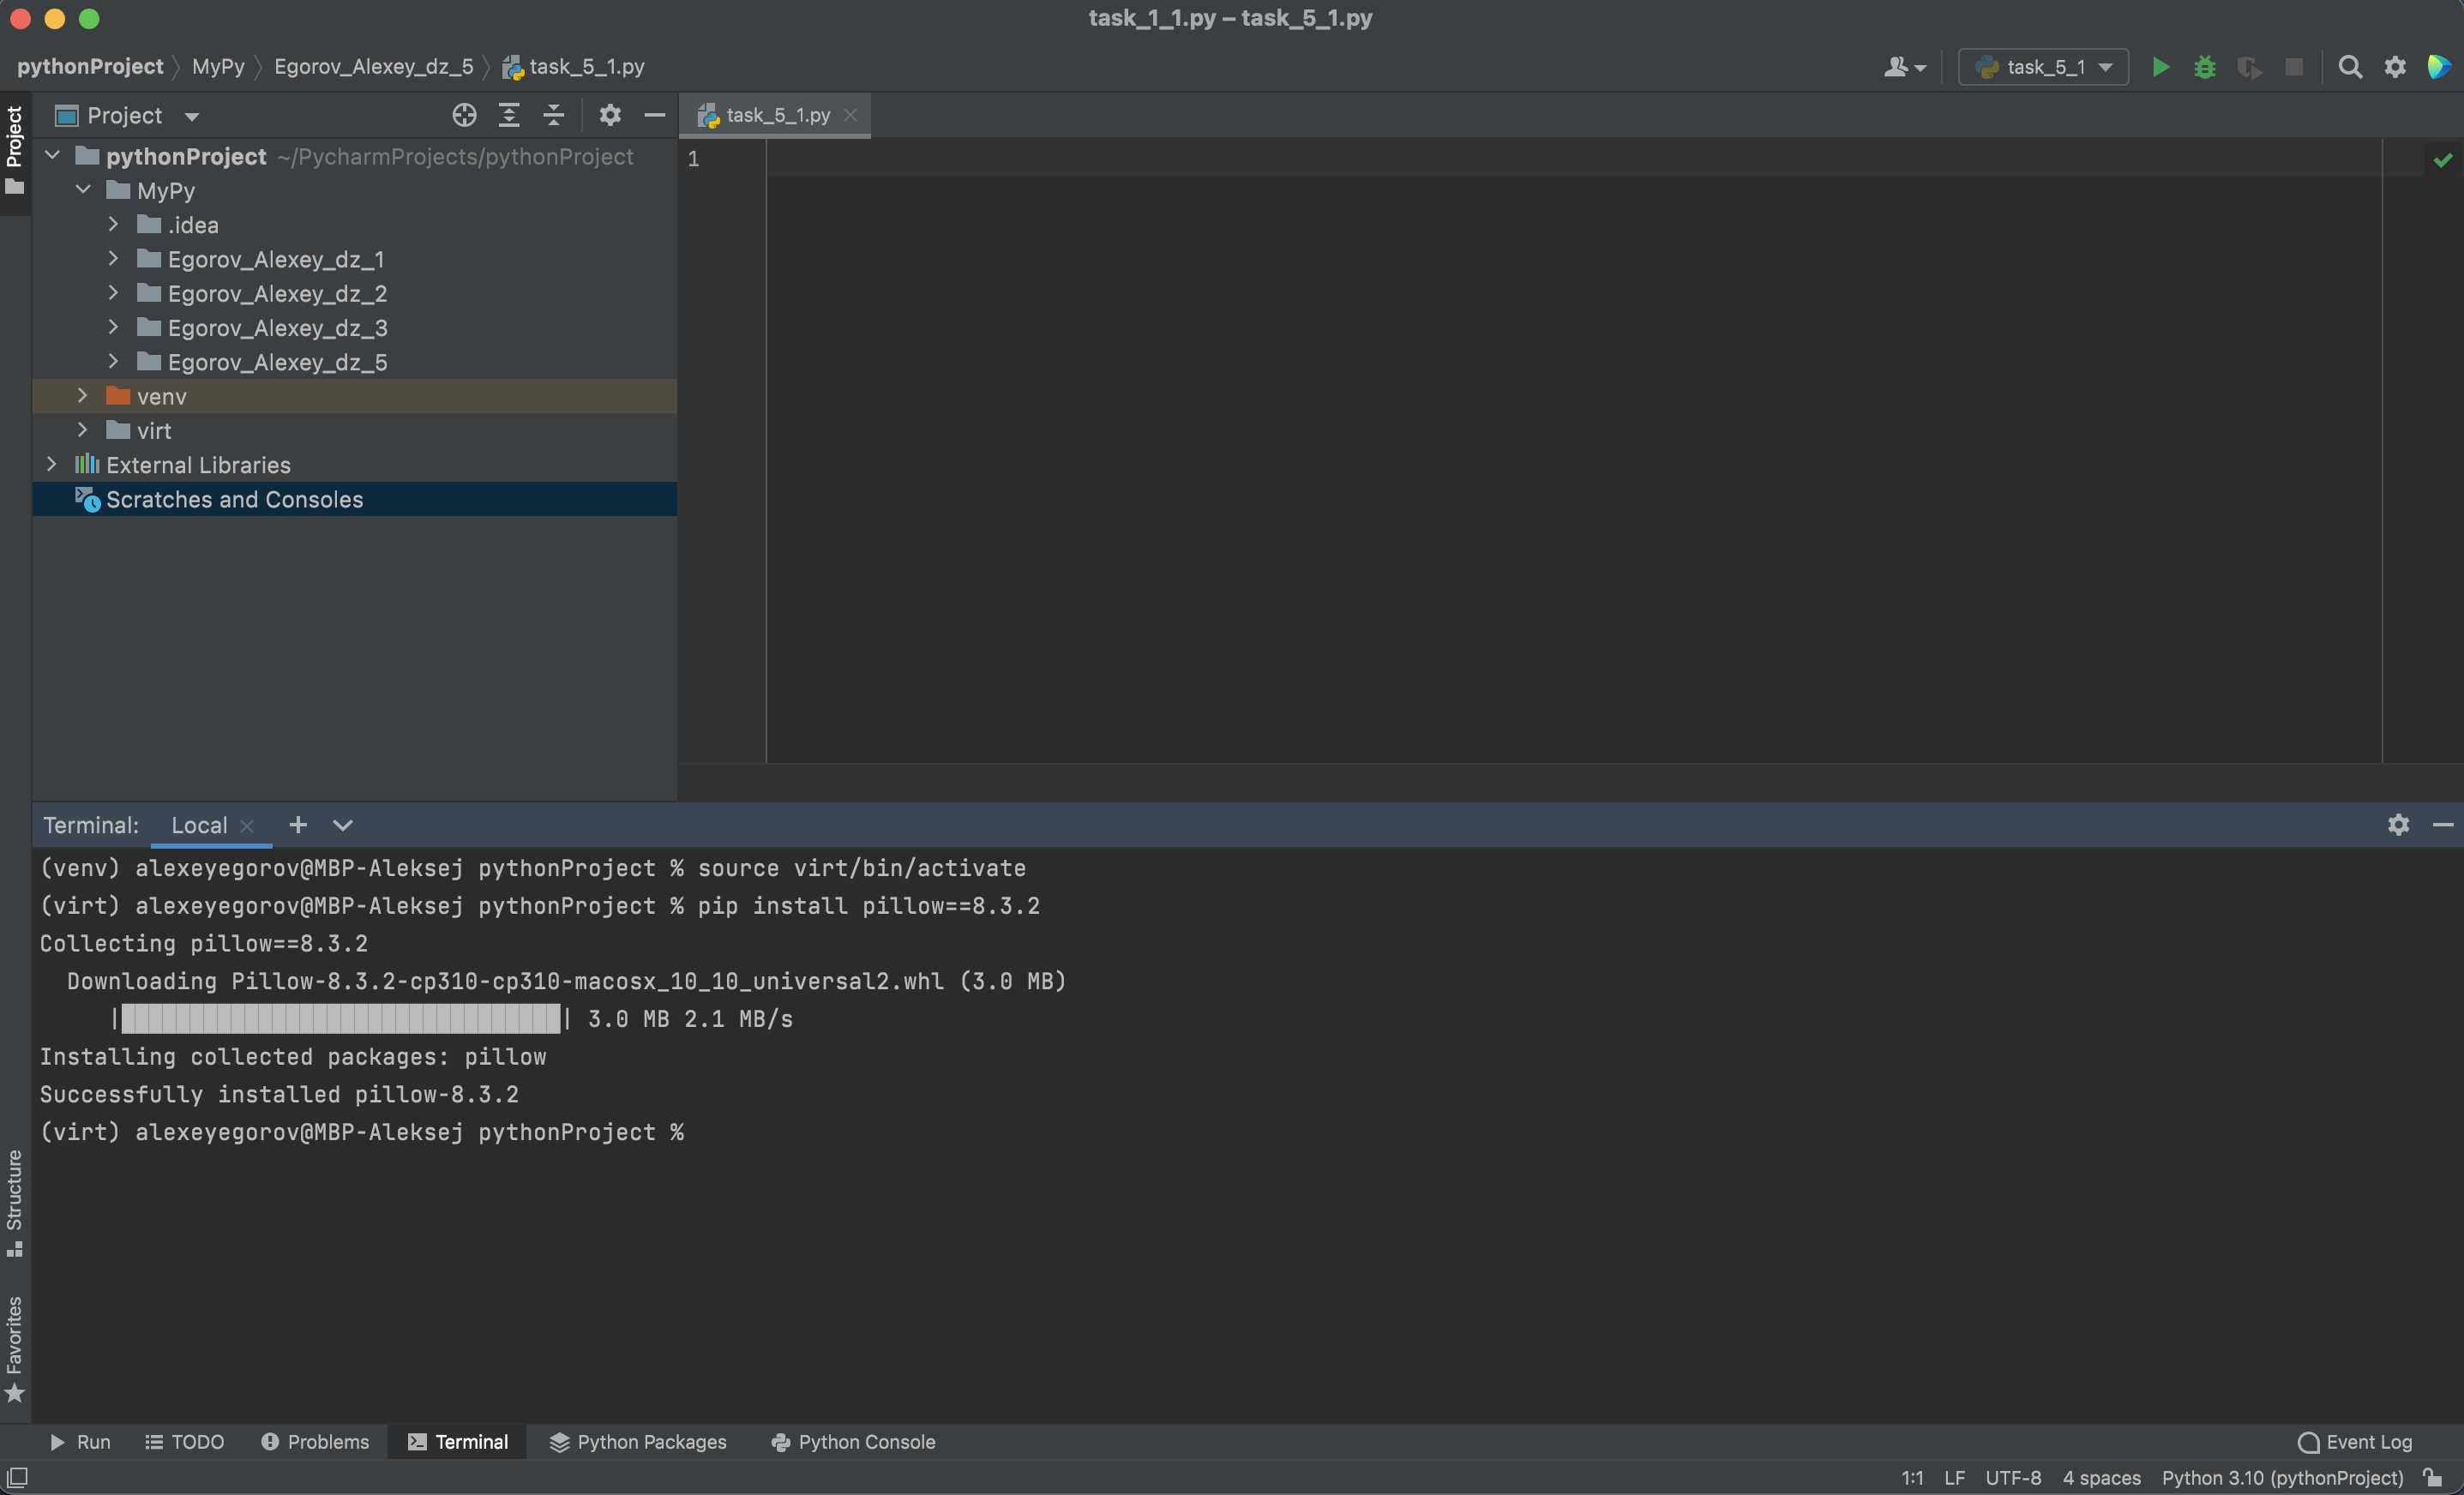 task_1_1.py – task_5_1.py
pythonProject MyPy Egorov_Alexey_dz_5 task_5_1.py
task_5_1
Project
Project
task_5_1.py
pythonProject ~/PycharmProjects/pythonProject
1
MyPy
.idea
Egorov_Alexey_dz_1
Egorov_Alexey_dz_2
Egorov_Alexey_dz_3
Egorov_Alexey_dz_5
venv
virt
External Libraries
Scratches and Consoles
Terminal: Local
(venv) alexeyegorov@MBP-Aleksej pythonProject % source virt/bin/activate
(virt) alexeyegorov@MBP-Aleksej pythonProject % pip install pillow==8.3.2
Collecting pillow==8.3.2
Downloading Pillow-8.3.2-cp310-cp310-macosx_10_10_universal2.whl (3.0 MB)
|████████████████████████████████| 3.0 MB 2.1 MB/s
Installing collected packages: pillow
Successfully installed pillow-8.3.2
(virt) alexeyegorov@MBP-Aleksej pythonProject %
Structure
Favorites
Run TODO Problems Terminal Python Packages Python Console Event Log
1:1 LF UTF-8 4 spaces Python 3.10 (pythonProject)